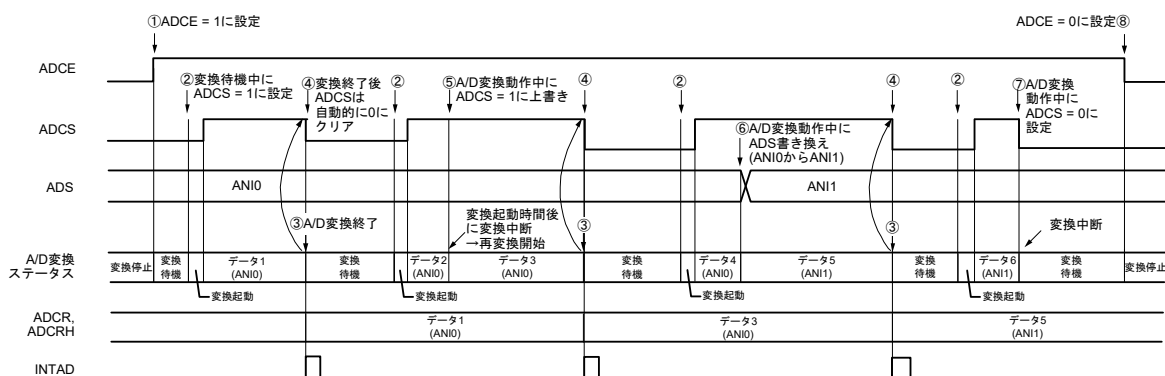 ①ADCE = 1に設定
ADCE = 0に設定⑧
ADCE
②変換待機中に
ADCS = 1に設定
④変換終了後
ADCSは
自動的に0に
クリア
②
⑤A/D変換動作中に
ADCS = 1に上書き
④
②
④
②
⑦A/D変換
動作中に
ADCS = 0に
設定
ADCS
⑥A/D変換動作中に
ADS書き換え
(ANI0からANI1)
ADS
ANI0
ANI1
③A/D変換終了
変換起動時間後
に変換中断
→再変換開始
③
③
変換中断
A/D変換
ステータス
変換停止
変換
待機
データ1
(ANI0)
変換
待機
データ2
(ANI0)
データ3
(ANI0)
変換
待機
データ4
(ANI0)
データ5
(ANI1)
変換
待機
データ6
(ANI1)
変換
待機
変換停止
変換起動
変換起動
変換起動
変換起動
ADCR,
ADCRH
データ1
(ANI0)
データ3
(ANI0)
データ5
(ANI1)
INTAD